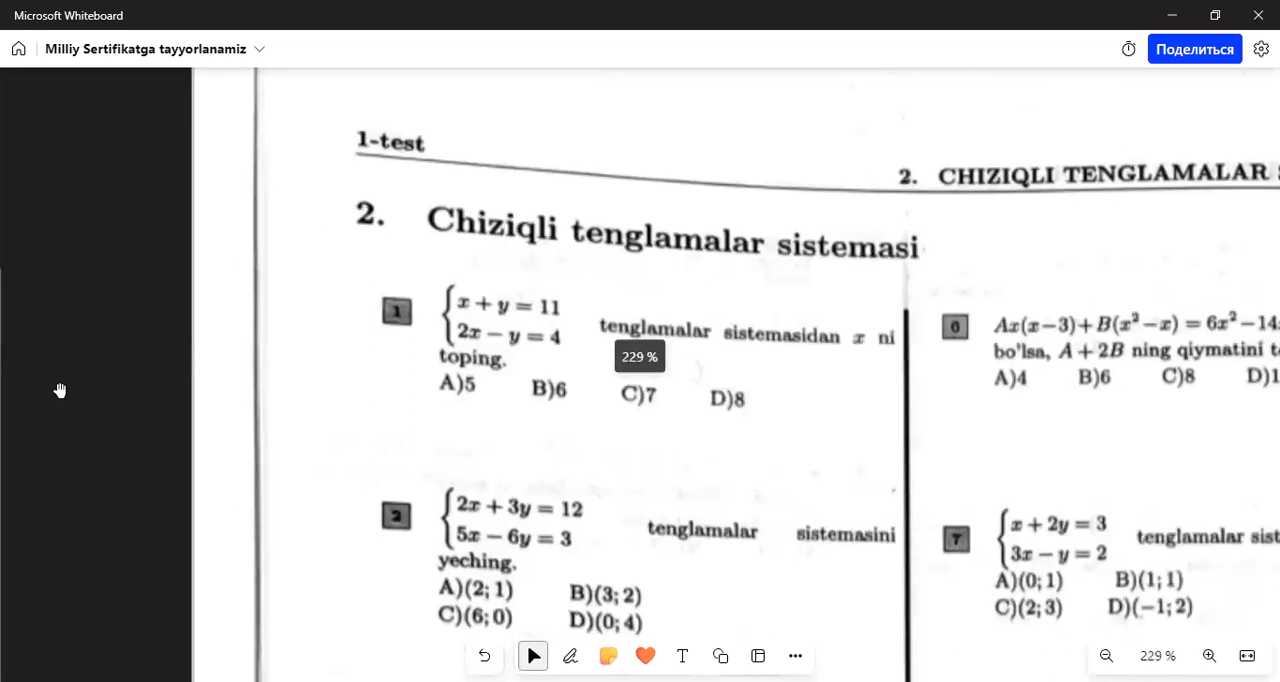 Microsoft Whiteboard
Milliy Sertifikatga tayyorlanamiz
Поделиться
1-test
2. CHIZIQLI TENGLAMALAR
2. Chiziqli tenglamalar sistemasi
1
x + y = 11
2x − y = 4
tenglamalar sistemasidan x ni
toping.
229 %
A)5 B)6 C)7 D)8
2
2x + 3y = 12
5x − 6y = 3
tenglamalar sistemasini
yeching.
A)(2; 1) B)(3; 2)
C)(6; 0) D)(0; 4)
6
Ax(x−3)+B(x²−x) = 6x²−14
bo'lsa, A + 2B ning qiymatini
A)4 B)6 C)8 D)1
7
x + 2y = 3
3x − y = 2
tenglamalar sist
A)(0; 1) B)(1; 1)
C)(2; 3) D)(−1; 2)
T
229 %